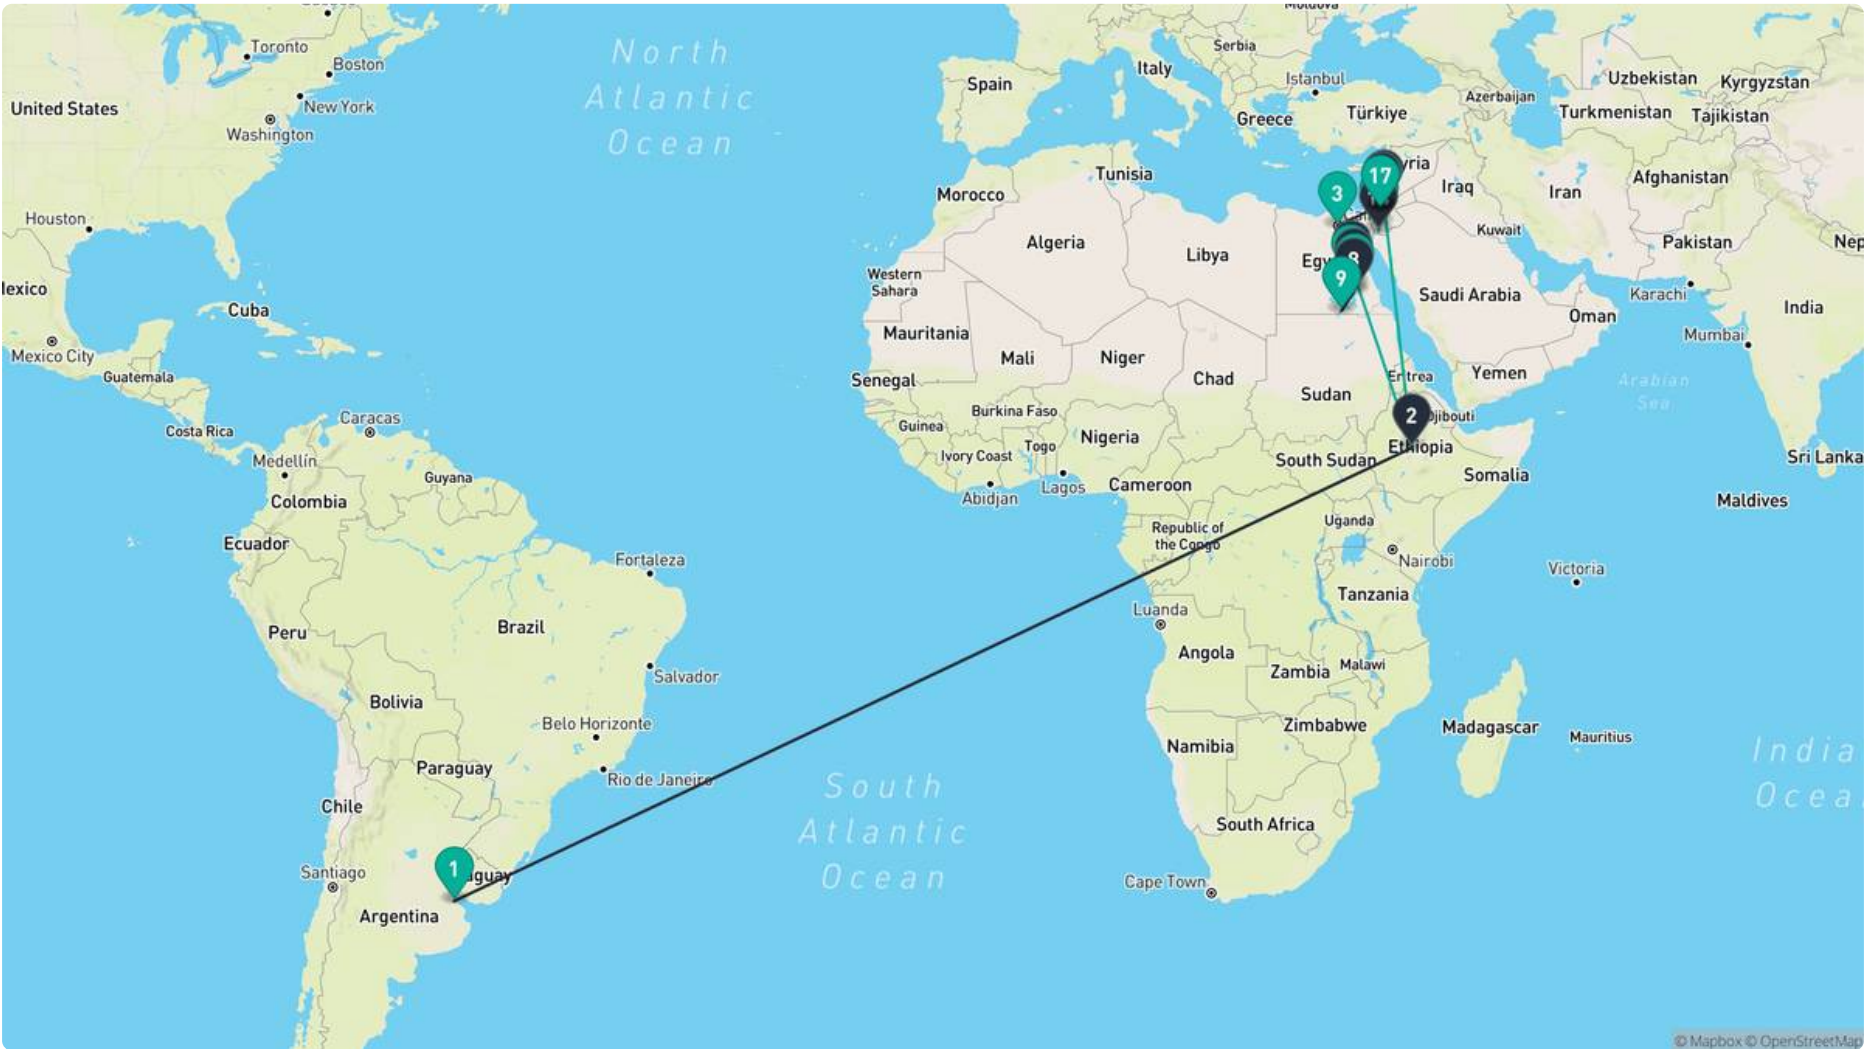 Toronto
Boston
United States
New York
Washington
Houston
Mexico City
Cuba
Guatemala
Costa Rica
Caracas
Medellín
Guyana
Colombia
Ecuador
Fortaleza
Peru
Brazil
Salvador
Bolivia
Belo Horizonte
Paraguay
Rio de Janeiro
Chile
Santiago
1
Argentina
North
Atlantic
Ocean
South
Atlantic
Ocean
Serbia
Italy
Spain
Istanbul
Greece
Türkiye
Azerbaijan
Uzbekistan
Kyrgyzstan
Turkmenistan
Tajikistan
Tunisia
Morocco
3
17
Iraq
Iran
Afghanistan
Algeria
Libya
Kuwait
Pakistan
Western
Sahara
8
9
Saudi Arabia
Karachi
India
Oman
Mauritania
Mali
Niger
Chad
Mumbai
Senegal
Sudan
Eritrea
Yemen
Arabian
Sea
Burkina Faso
2
Guinea
Togo
Nigeria
Ivory Coast
Ethiopia
South Sudan
Somalia
Sri Lanka
Abidjan
Lagos
Cameroon
Maldives
Republic of
the Congo
Uganda
Nairobi
Victoria
Luanda
Tanzania
Angola
Zambia
Malawi
Namibia
Zimbabwe
Madagascar
Mauritius
South Africa
Cape Town
© Mapbox © OpenStreetMap